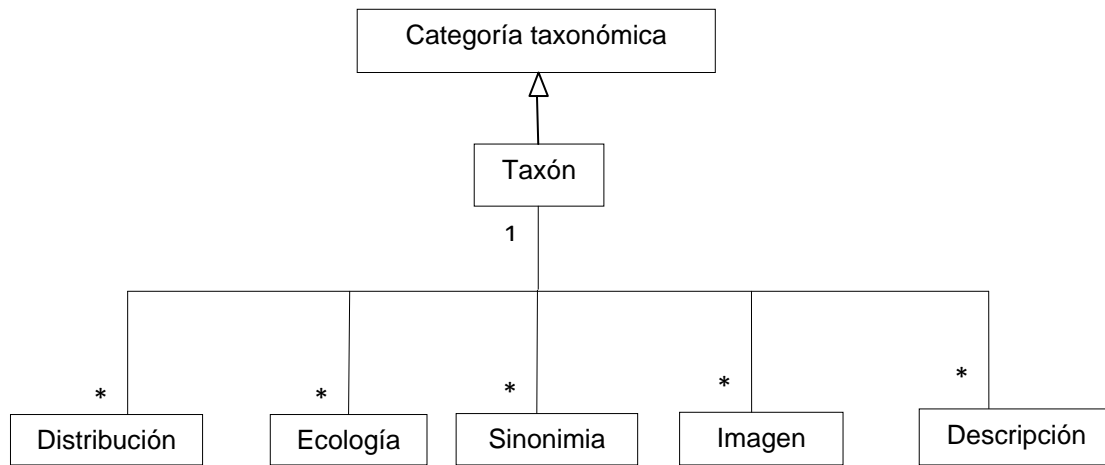 Categoría taxonómica
Taxón
1
* * * * *
Distribución Ecología Sinonimia Imagen Descripción